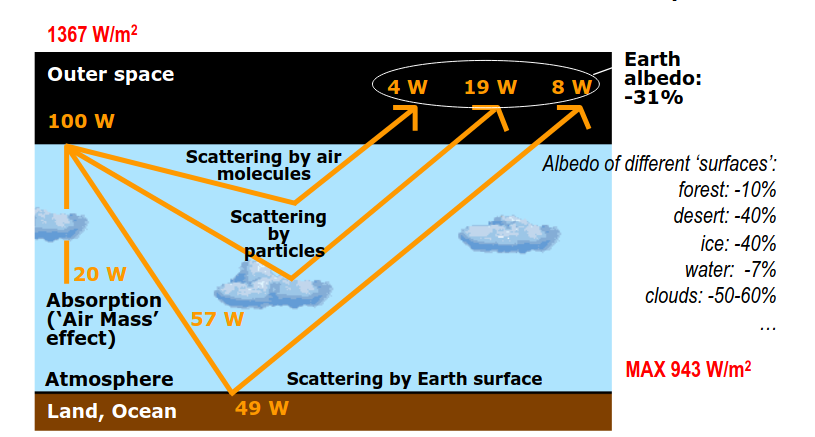 1367 W/m²
Outer space
100 W
4 W 19 W 8 W
Earth
albedo:
-31%
Scattering by air
molecules
Scattering
by
particles
20 W
Absorption
('Air Mass'
effect)
57 W
Atmosphere
Scattering by Earth surface
Land, Ocean
49 W
Albedo of different 'surfaces':
forest: -10%
desert: -40%
ice: -40%
water: -7%
clouds: -50-60%
...
MAX 943 W/m²